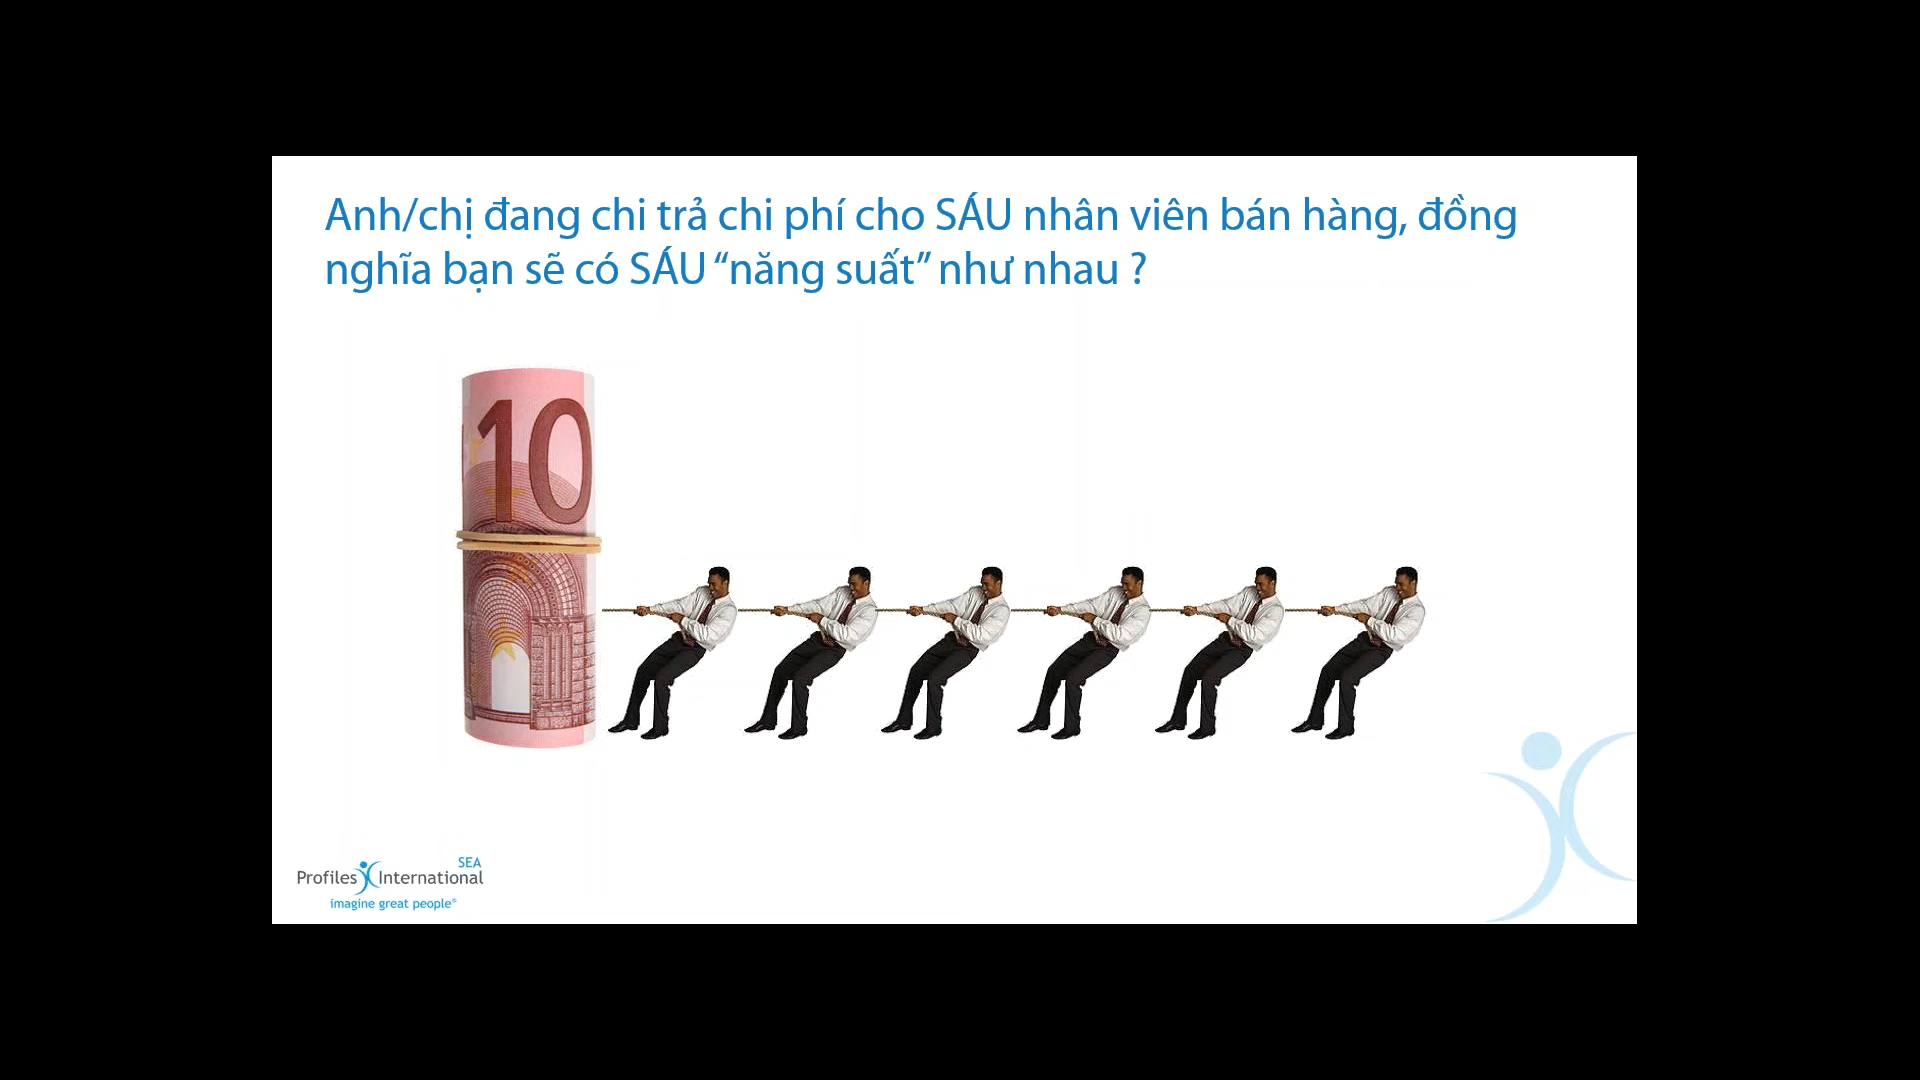 Anh/chị đang chi trả chi phí cho SÁU nhân viên bán hàng, đồng
nghĩa bạn sẽ có SÁU “năng suất” như nhau ?
10
SEA
Profiles International
imagine great people®